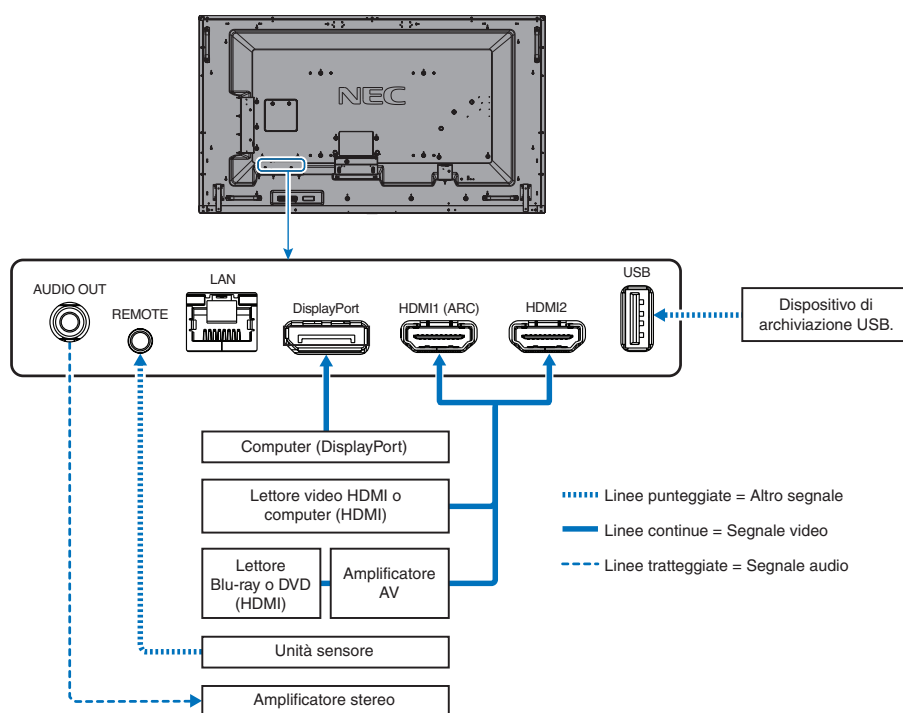 NEC
AUDIO OUT
REMOTE
LAN
DisplayPort
HDMI1 (ARC)
HDMI2
USB
Dispositivo di
archiviazione USB.
Computer (DisplayPort)
Lettore video HDMI o
computer (HDMI)
Lettore
Blu-ray o DVD
(HDMI)
Amplificatore
AV
Unità sensore
Amplificatore stereo
Linee punteggiate = Altro segnale
Linee continue = Segnale video
Linee tratteggiate = Segnale audio